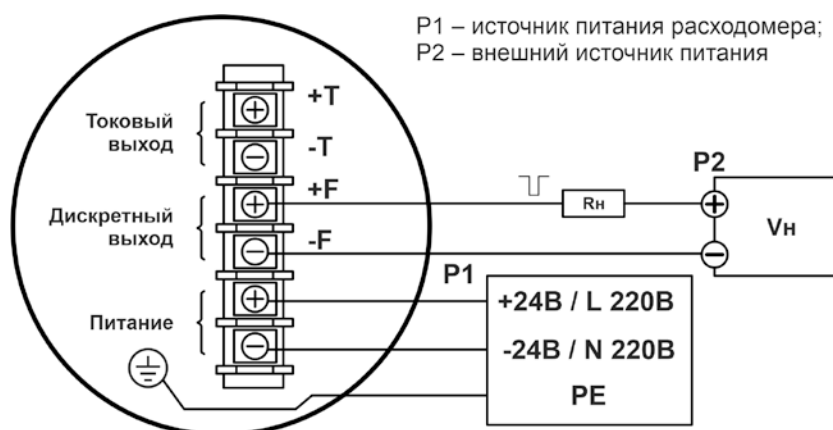 P1 – источник питания расходомера;
P2 – внешний источник питания
+T
Токовый
выход
-T
P2
+F
Rн
Vн
Дискретный
выход
-F
P1
+24В / L 220В
Питание
-24В / N 220В
PE